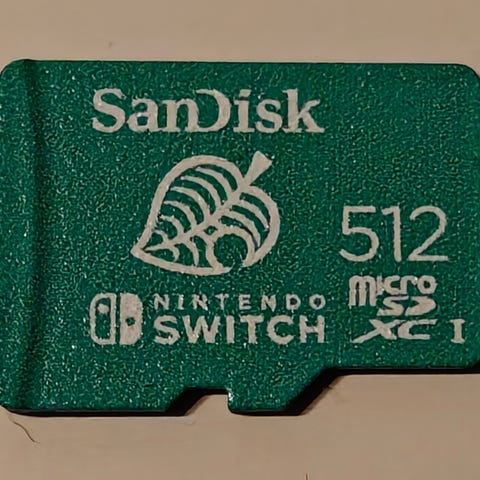 SanDisk
512
NINTENDO
SWITCH
micro
SD
XC I